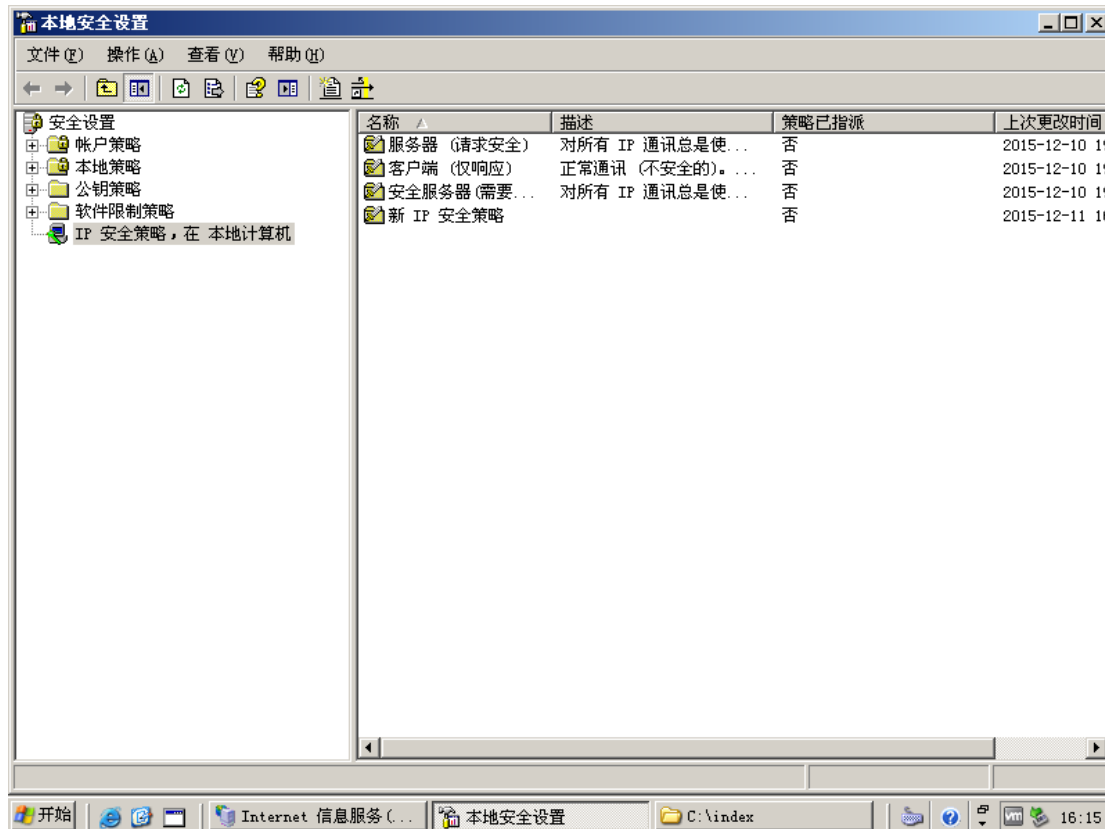 本地安全设置
文件(F) 操作(A) 查看(V) 帮助(H)
安全设置
帐户策略
本地策略
公钥策略
软件限制策略
IP 安全策略，在 本地计算机
名称 描述 策略已指派 上次更改时间
服务器 (请求安全) 对所有 IP 通讯总是使... 否 2015-12-10 19
客户端 (仅响应) 正常通讯 (不安全的)。... 否 2015-12-10 19
安全服务器(需要... 对所有 IP 通讯总是使... 否 2015-12-10 19
新 IP 安全策略 否 2015-12-11 16
开始 Internet 信息服务(... 本地安全设置 C:\index 16:15